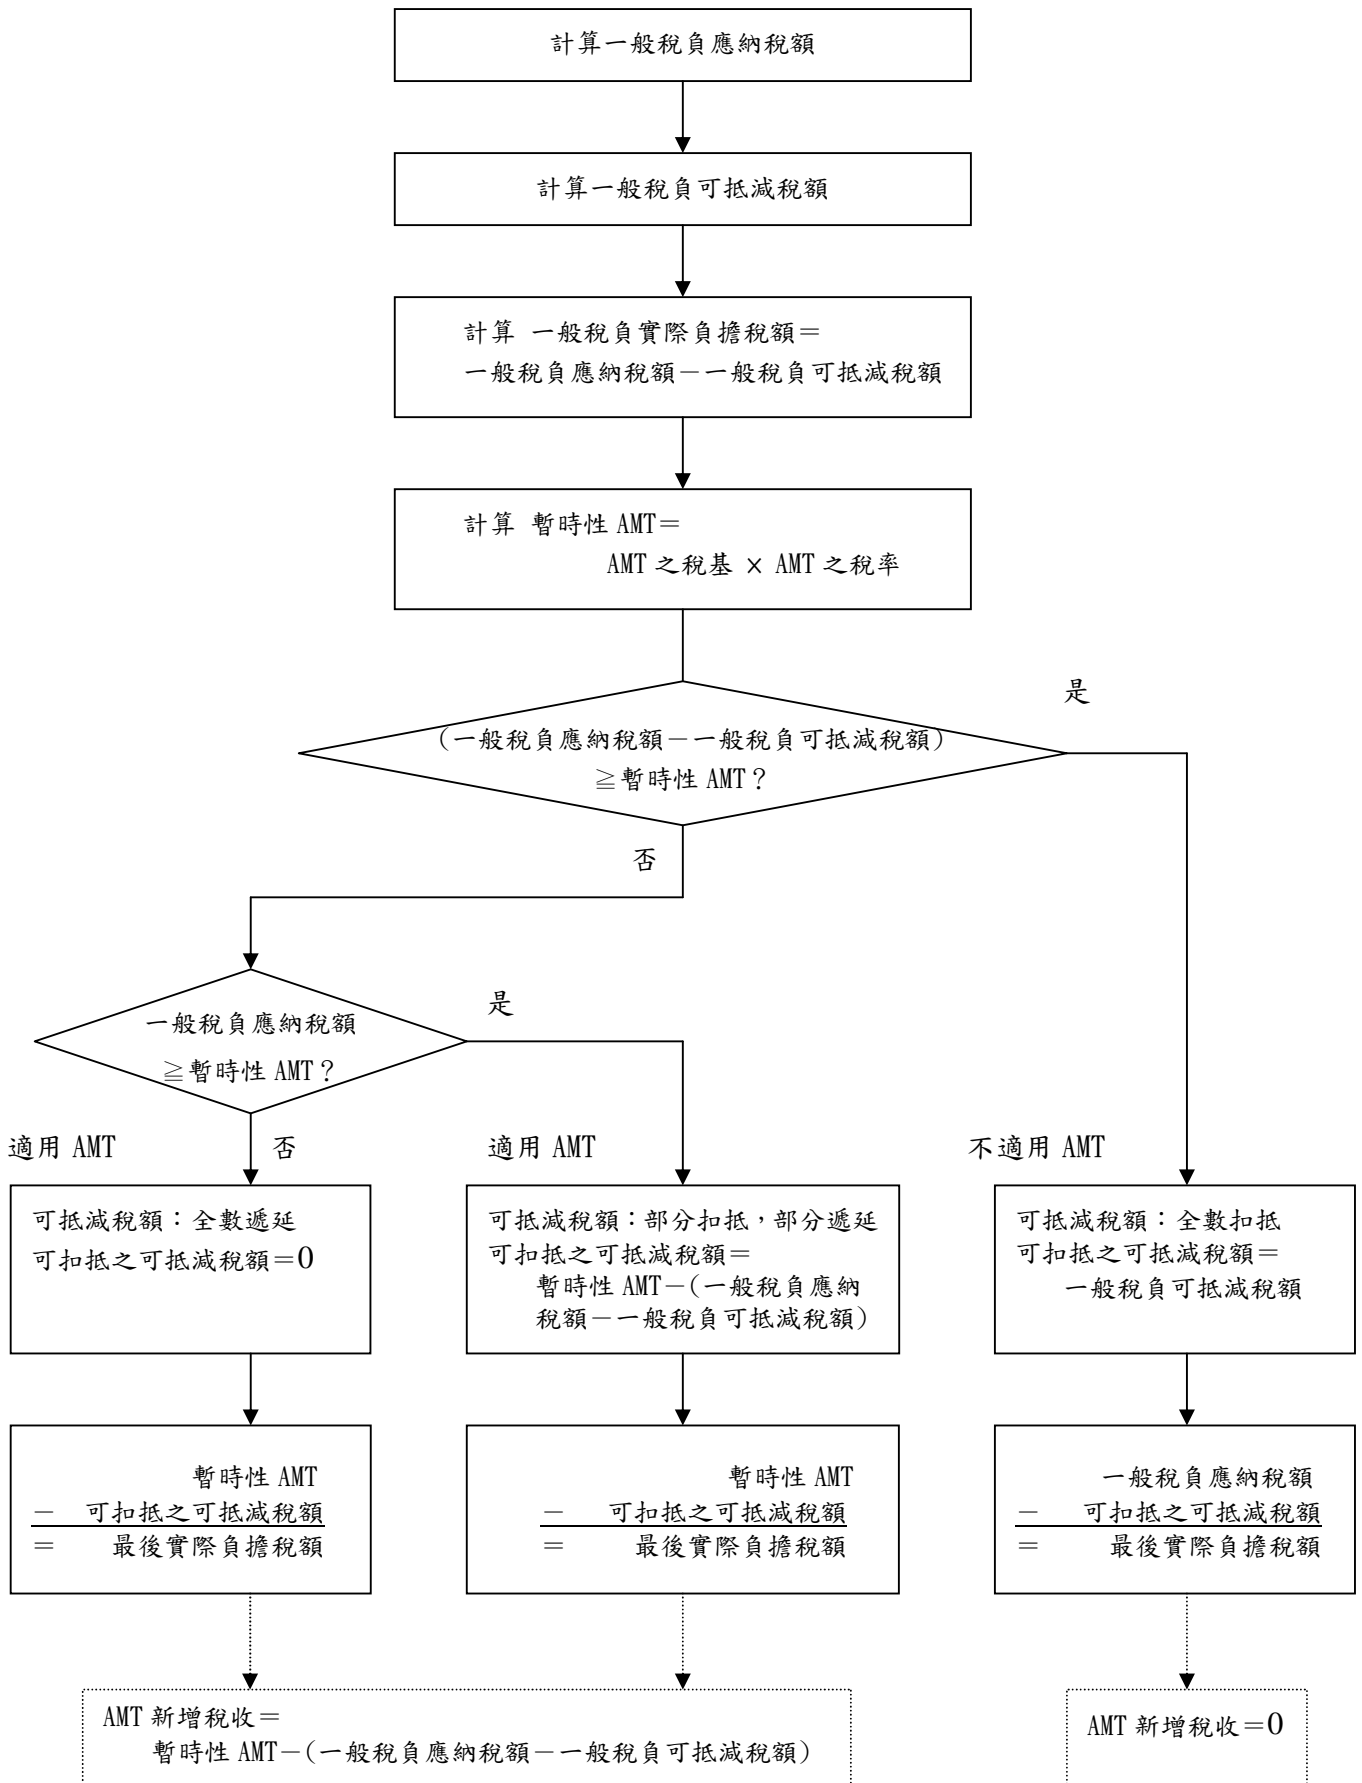 計算一般稅負應納稅額
計算一般稅負可抵減稅額
計算 一般稅負實際負擔稅額＝
一般稅負應納稅額－一般稅負可抵減稅額
計算 暫時性 AMT＝
AMT 之稅基 × AMT 之稅率
（一般稅負應納稅額－一般稅負可抵減稅額）
≧暫時性 AMT？
是
否
一般稅負應納稅額
≧暫時性 AMT？
是
適用 AMT
否
適用 AMT
不適用 AMT
可抵減稅額：全數遞延
可扣抵之可抵減稅額＝0
可抵減稅額：部分扣抵，部分遞延
可扣抵之可抵減稅額＝
暫時性 AMT－(一般稅負應納
稅額－一般稅負可抵減稅額)
可抵減稅額：全數扣抵
可扣抵之可抵減稅額＝
一般稅負可抵減稅額
暫時性 AMT
－ 可扣抵之可抵減稅額
＝ 最後實際負擔稅額
暫時性 AMT
－ 可扣抵之可抵減稅額
＝ 最後實際負擔稅額
一般稅負應納稅額
－ 可扣抵之可抵減稅額
＝ 最後實際負擔稅額
AMT 新增稅收＝
暫時性 AMT－(一般稅負應納稅額－一般稅負可抵減稅額)
AMT 新增稅收＝0